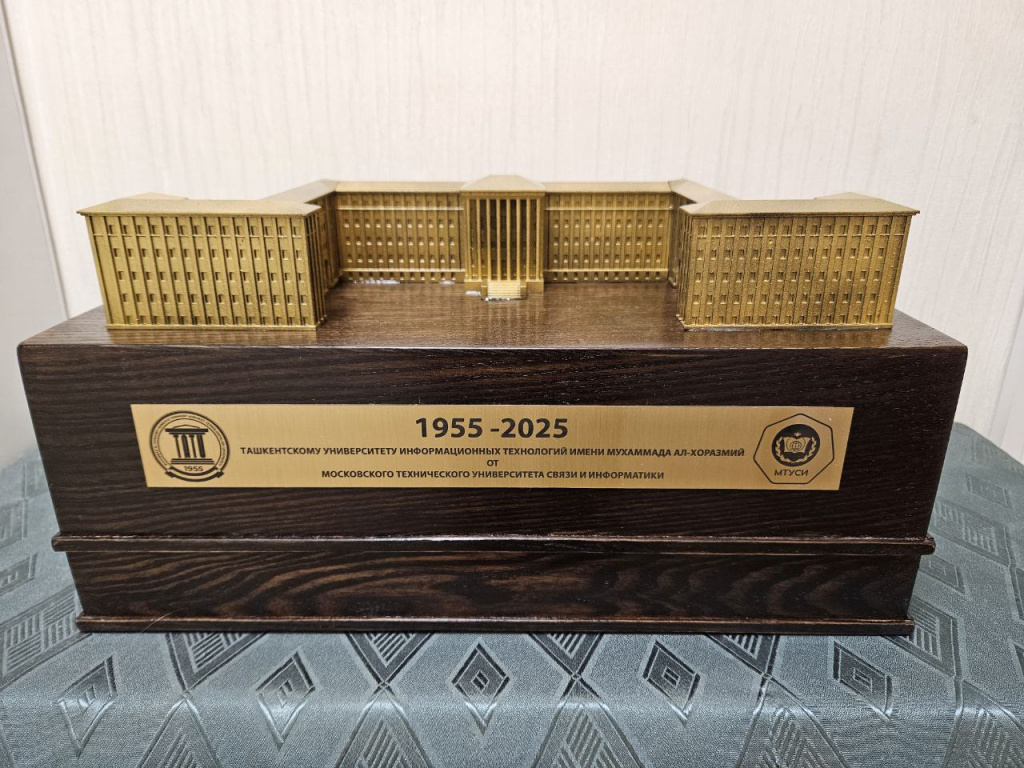 1955 -2025
ТАШКЕНТСКОМУ УНИВЕРСИТЕТУ ИНФОРМАЦИОННЫХ ТЕХНОЛОГИЙ ИМЕНИ МУХАММАДА АЛ-ХОРАЗМИЙ
ОТ
МОСКОВСКОГО ТЕХНИЧЕСКОГО УНИВЕРСИТЕТА СВЯЗИ И ИНФОРМАТИКИ
1955
МТУСИ